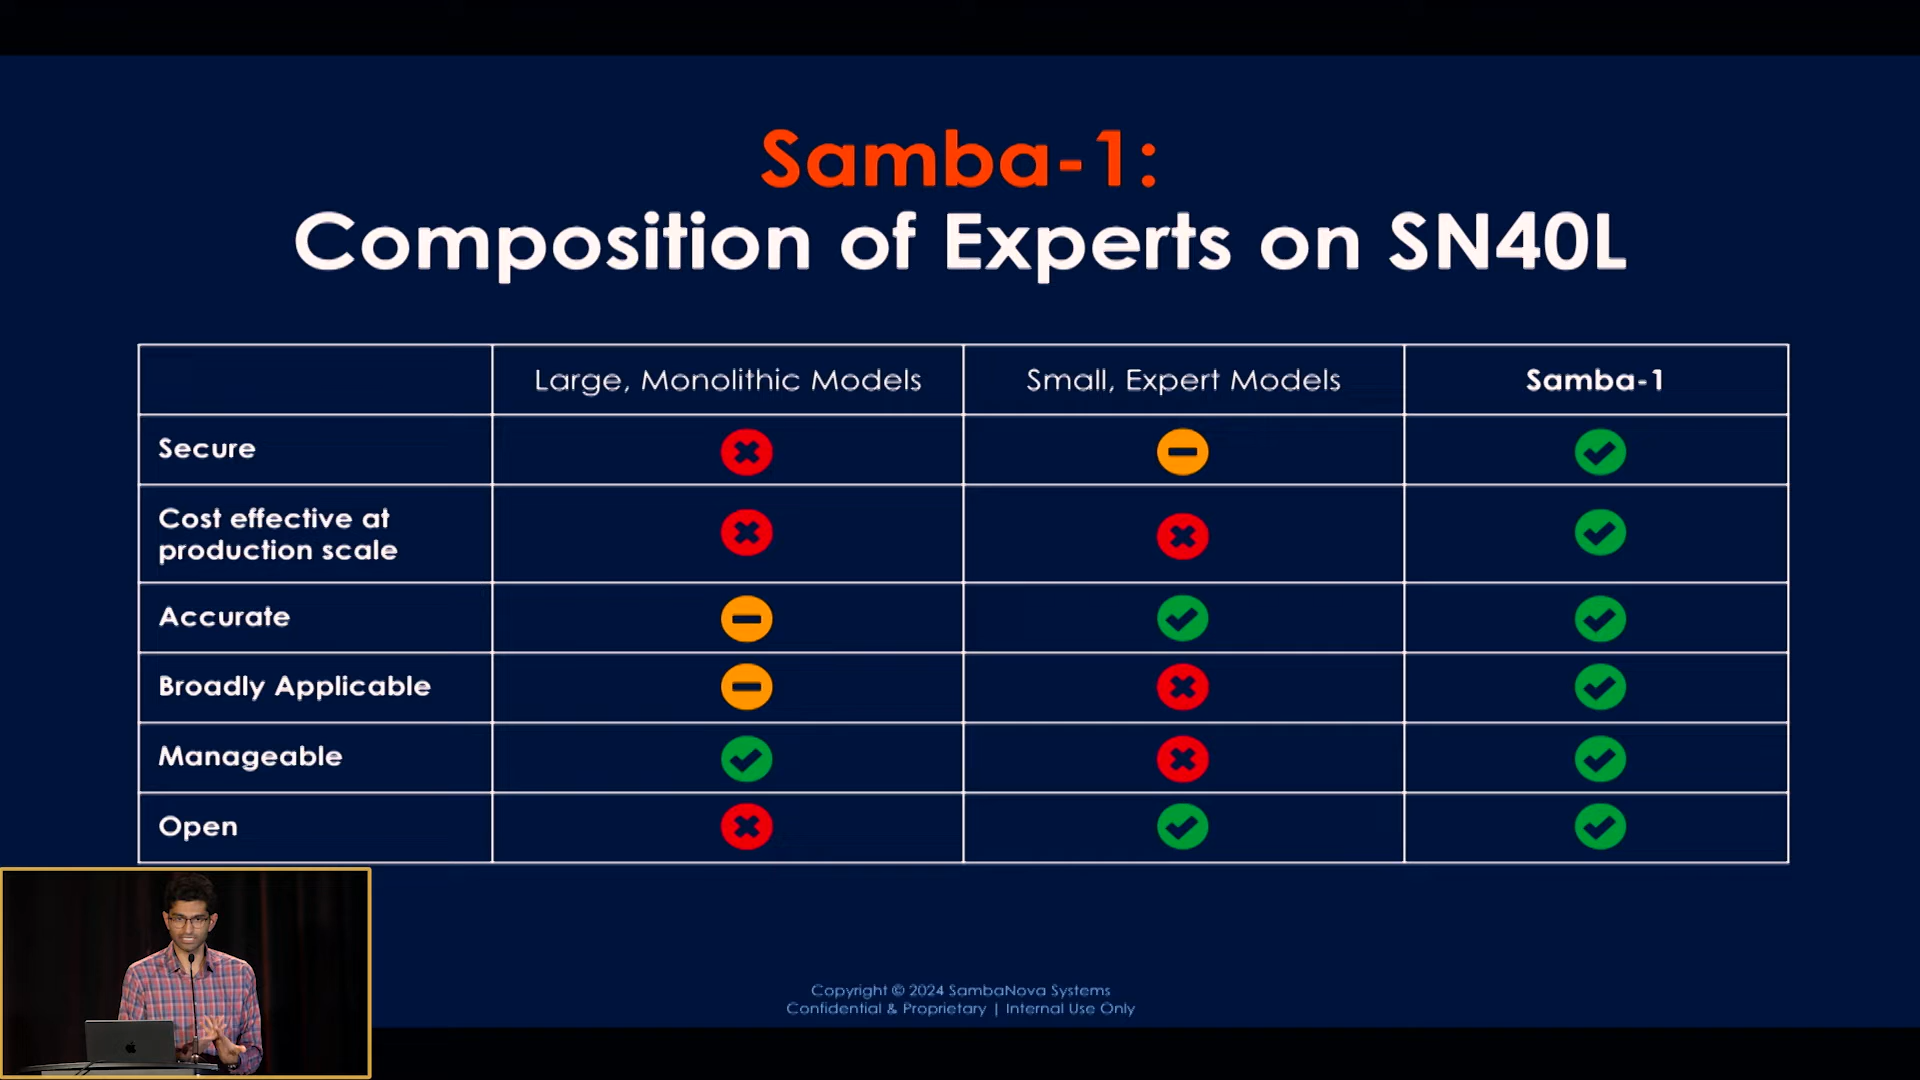 Samba-1:
Composition of Experts on SN40L
Large, Monolithic Models
Small, Expert Models
Samba-1
Secure
Cost effective at
production scale
Accurate
Broadly Applicable
Manageable
Open
Copyright © 2024 SambaNova Systems
Confidential & Proprietary | Internal Use Only